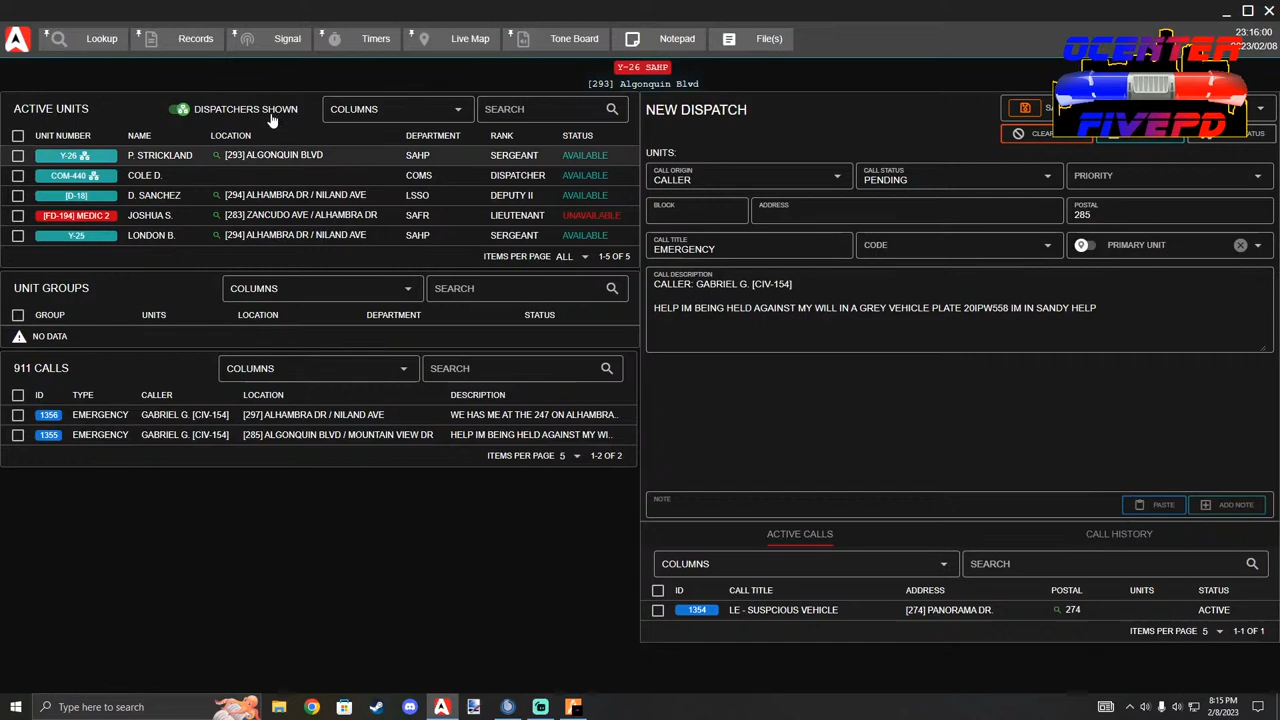 Lookup Records Signal Timers Live Map Tone Board Notepad File(s)
23:16:00
2023/02/08
OCENTER
FIVEPD
Y-26 SAHP
[293] Algonquin Blvd
ACTIVE UNITS DISPATCHERS SHOWN COLUMNS SEARCH
UNIT NUMBER NAME LOCATION DEPARTMENT RANK STATUS
Y-26 P. STRICKLAND [293] ALGONQUIN BLVD SAHP SERGEANT AVAILABLE
COM-440 COLE D. COMS DISPATCHER AVAILABLE
[D-18] D. SANCHEZ [294] ALHAMBRA DR / NILAND AVE LSSO DEPUTY II AVAILABLE
[FD-194] MEDIC 2 JOSHUA S. [283] ZANCUDO AVE / ALHAMBRA DR SAFR LIEUTENANT UNAVAILABLE
Y-25 LONDON B. [294] ALHAMBRA DR / NILAND AVE SAHP SERGEANT AVAILABLE
ITEMS PER PAGE ALL 1-5 OF 5
UNIT GROUPS COLUMNS SEARCH
GROUP UNITS LOCATION DEPARTMENT STATUS
NO DATA
911 CALLS COLUMNS SEARCH
ID TYPE CALLER LOCATION DESCRIPTION
1356 EMERGENCY GABRIEL G. [CIV-154] [297] ALHAMBRA DR / NILAND AVE WE HAS ME AT THE 247 ON ALHAMBRA..
1355 EMERGENCY GABRIEL G. [CIV-154] [285] ALGONQUIN BLVD / MOUNTAIN VIEW DR HELP IM BEING HELD AGAINST MY WI..
ITEMS PER PAGE 5 1-2 OF 2
NEW DISPATCH
CLEAR STATUS
UNITS:
CALL ORIGIN CALL STATUS
CALLER PENDING PRIORITY
BLOCK ADDRESS POSTAL
285
CALL TITLE
EMERGENCY CODE PRIMARY UNIT
CALL DESCRIPTION
CALLER: GABRIEL G. [CIV-154]
HELP IM BEING HELD AGAINST MY WILL IN A GREY VEHICLE PLATE 20IPW558 IM IN SANDY HELP
NOTE
PASTE ADD NOTE
ACTIVE CALLS CALL HISTORY
COLUMNS SEARCH
ID CALL TITLE ADDRESS POSTAL UNITS STATUS
1354 LE - SUSPCIOUS VEHICLE [274] PANORAMA DR. 274 ACTIVE
ITEMS PER PAGE 5 1-1 OF 1
Type here to search
8:15 PM
2/8/2023